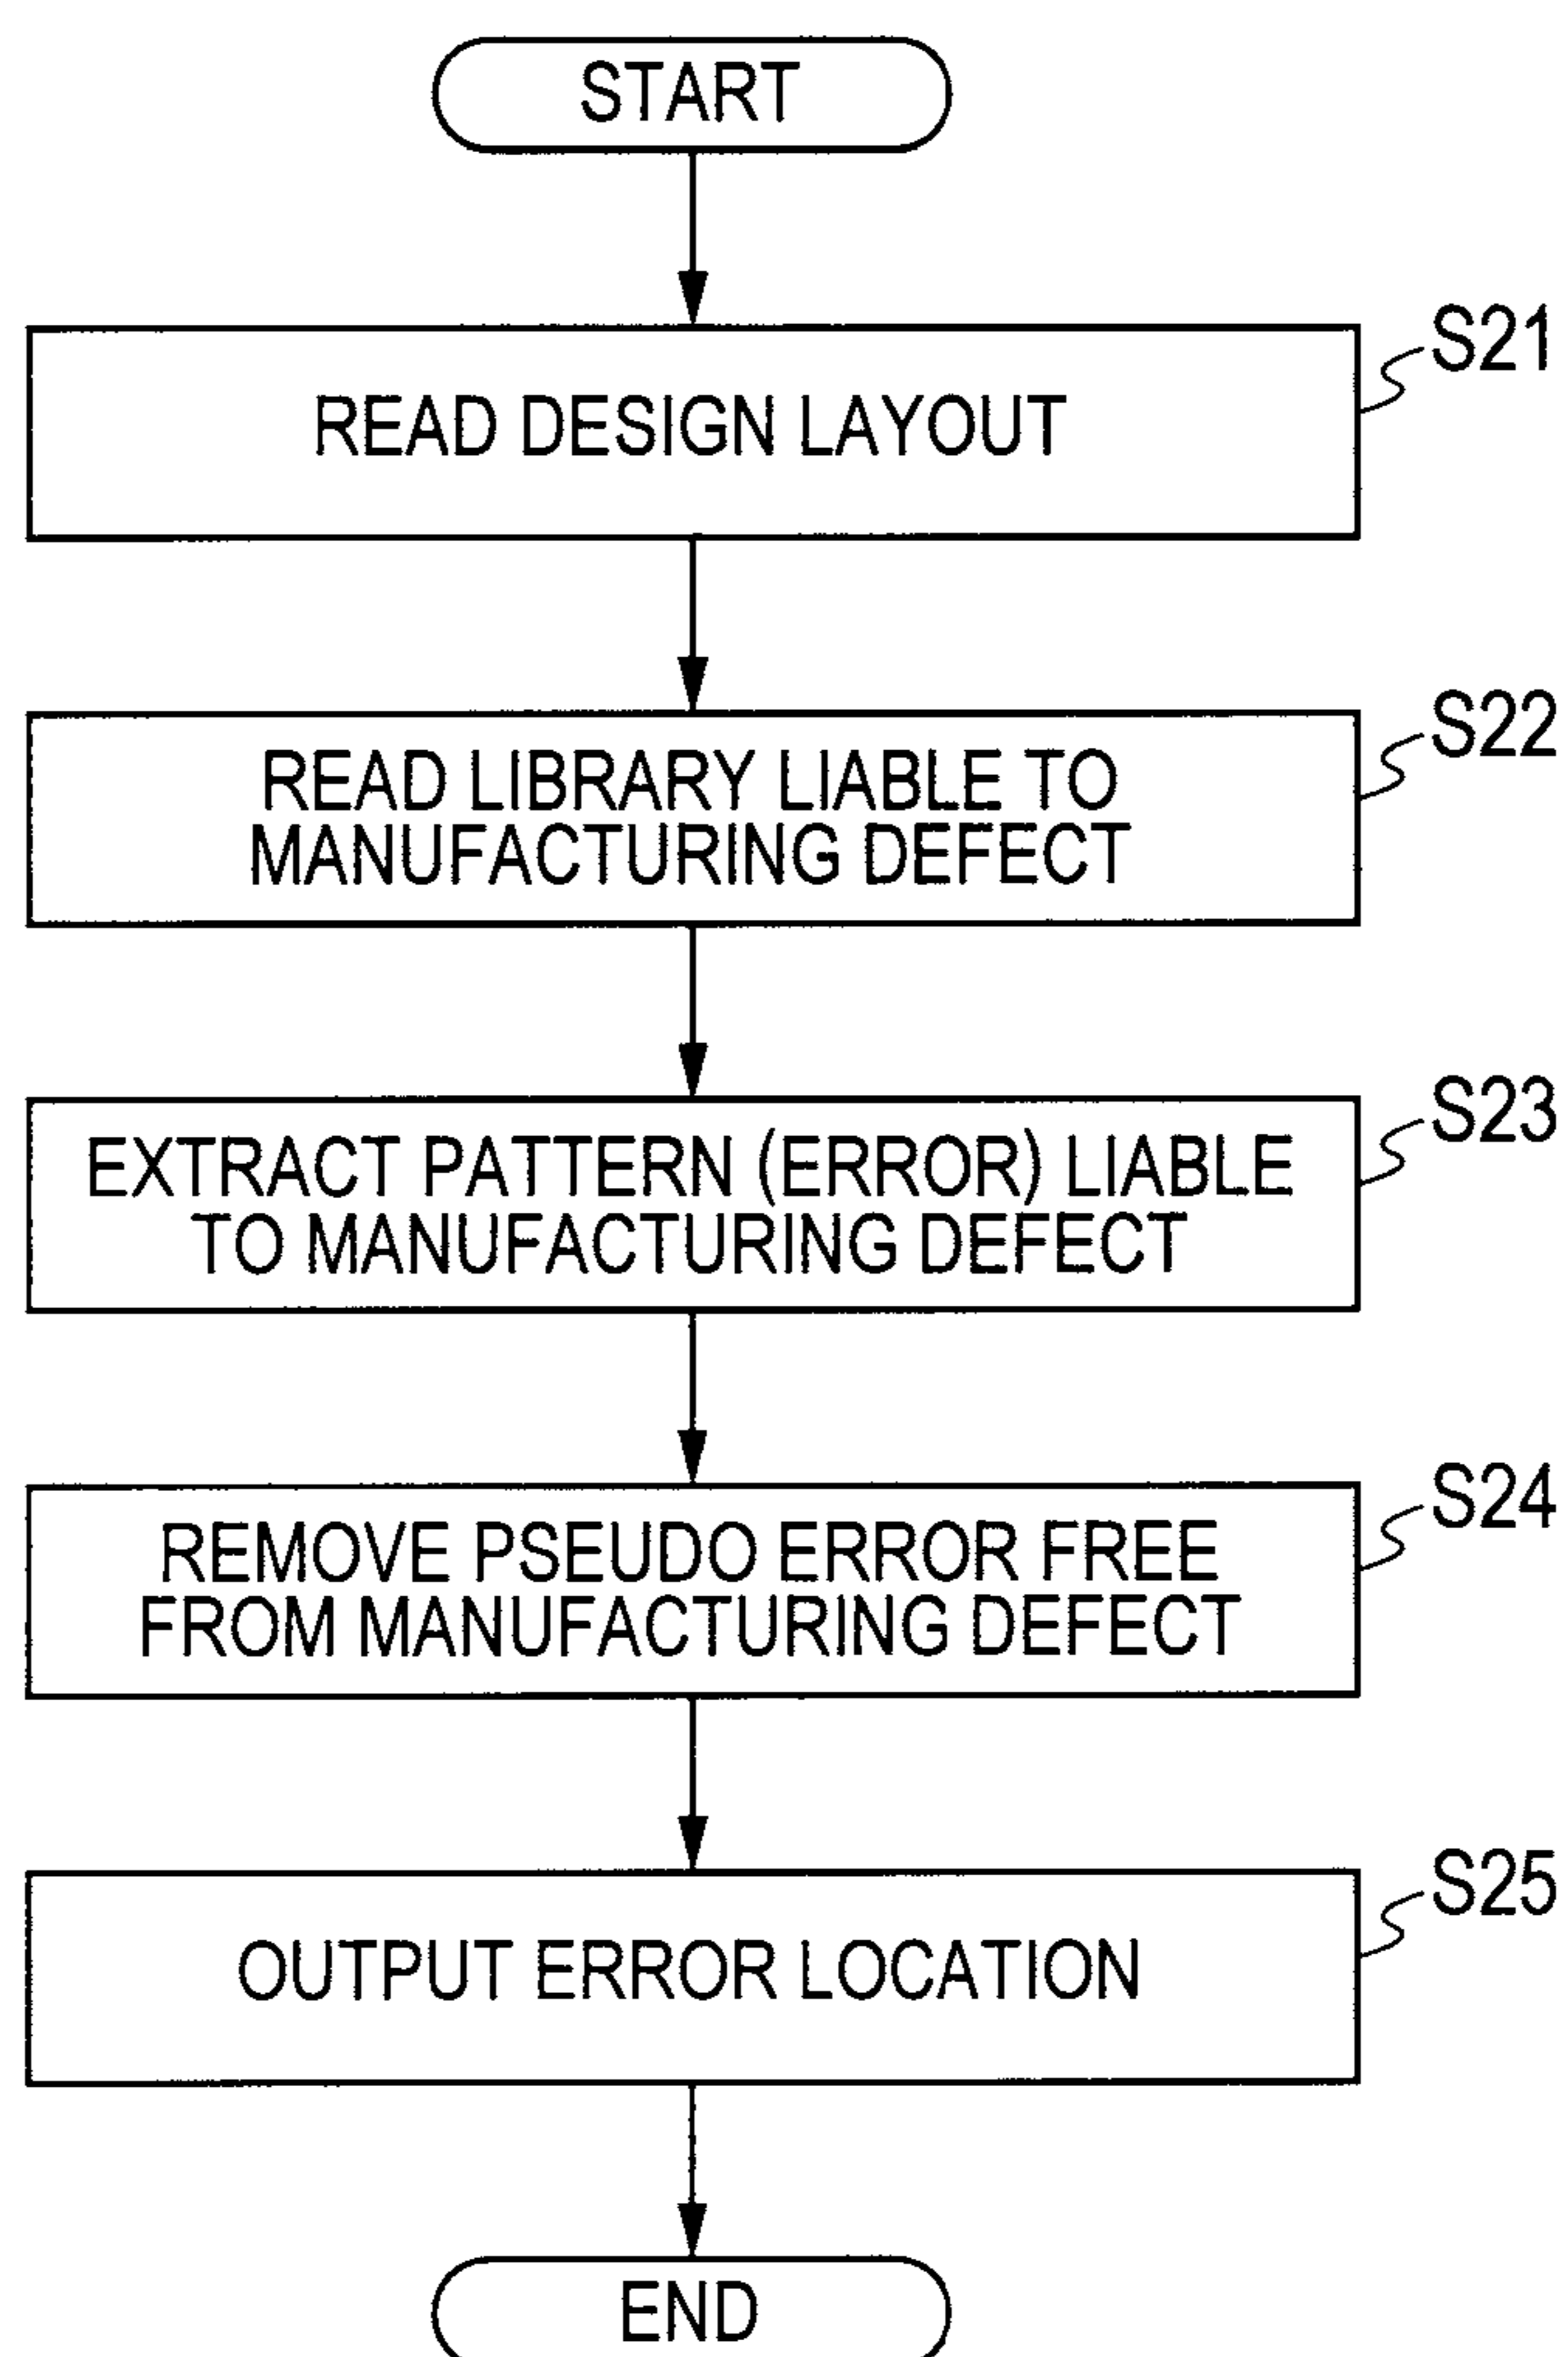 START
S21
READ DESIGN LAYOUT
S22
READ LIBRARY LIABLE TO
MANUFACTURING DEFECT
S23
EXTRACT PATTERN (ERROR) LIABLE
TO MANUFACTURING DEFECT
S24
REMOVE PSEUDO ERROR FREE
FROM MANUFACTURING DEFECT
S25
OUTPUT ERROR LOCATION
END